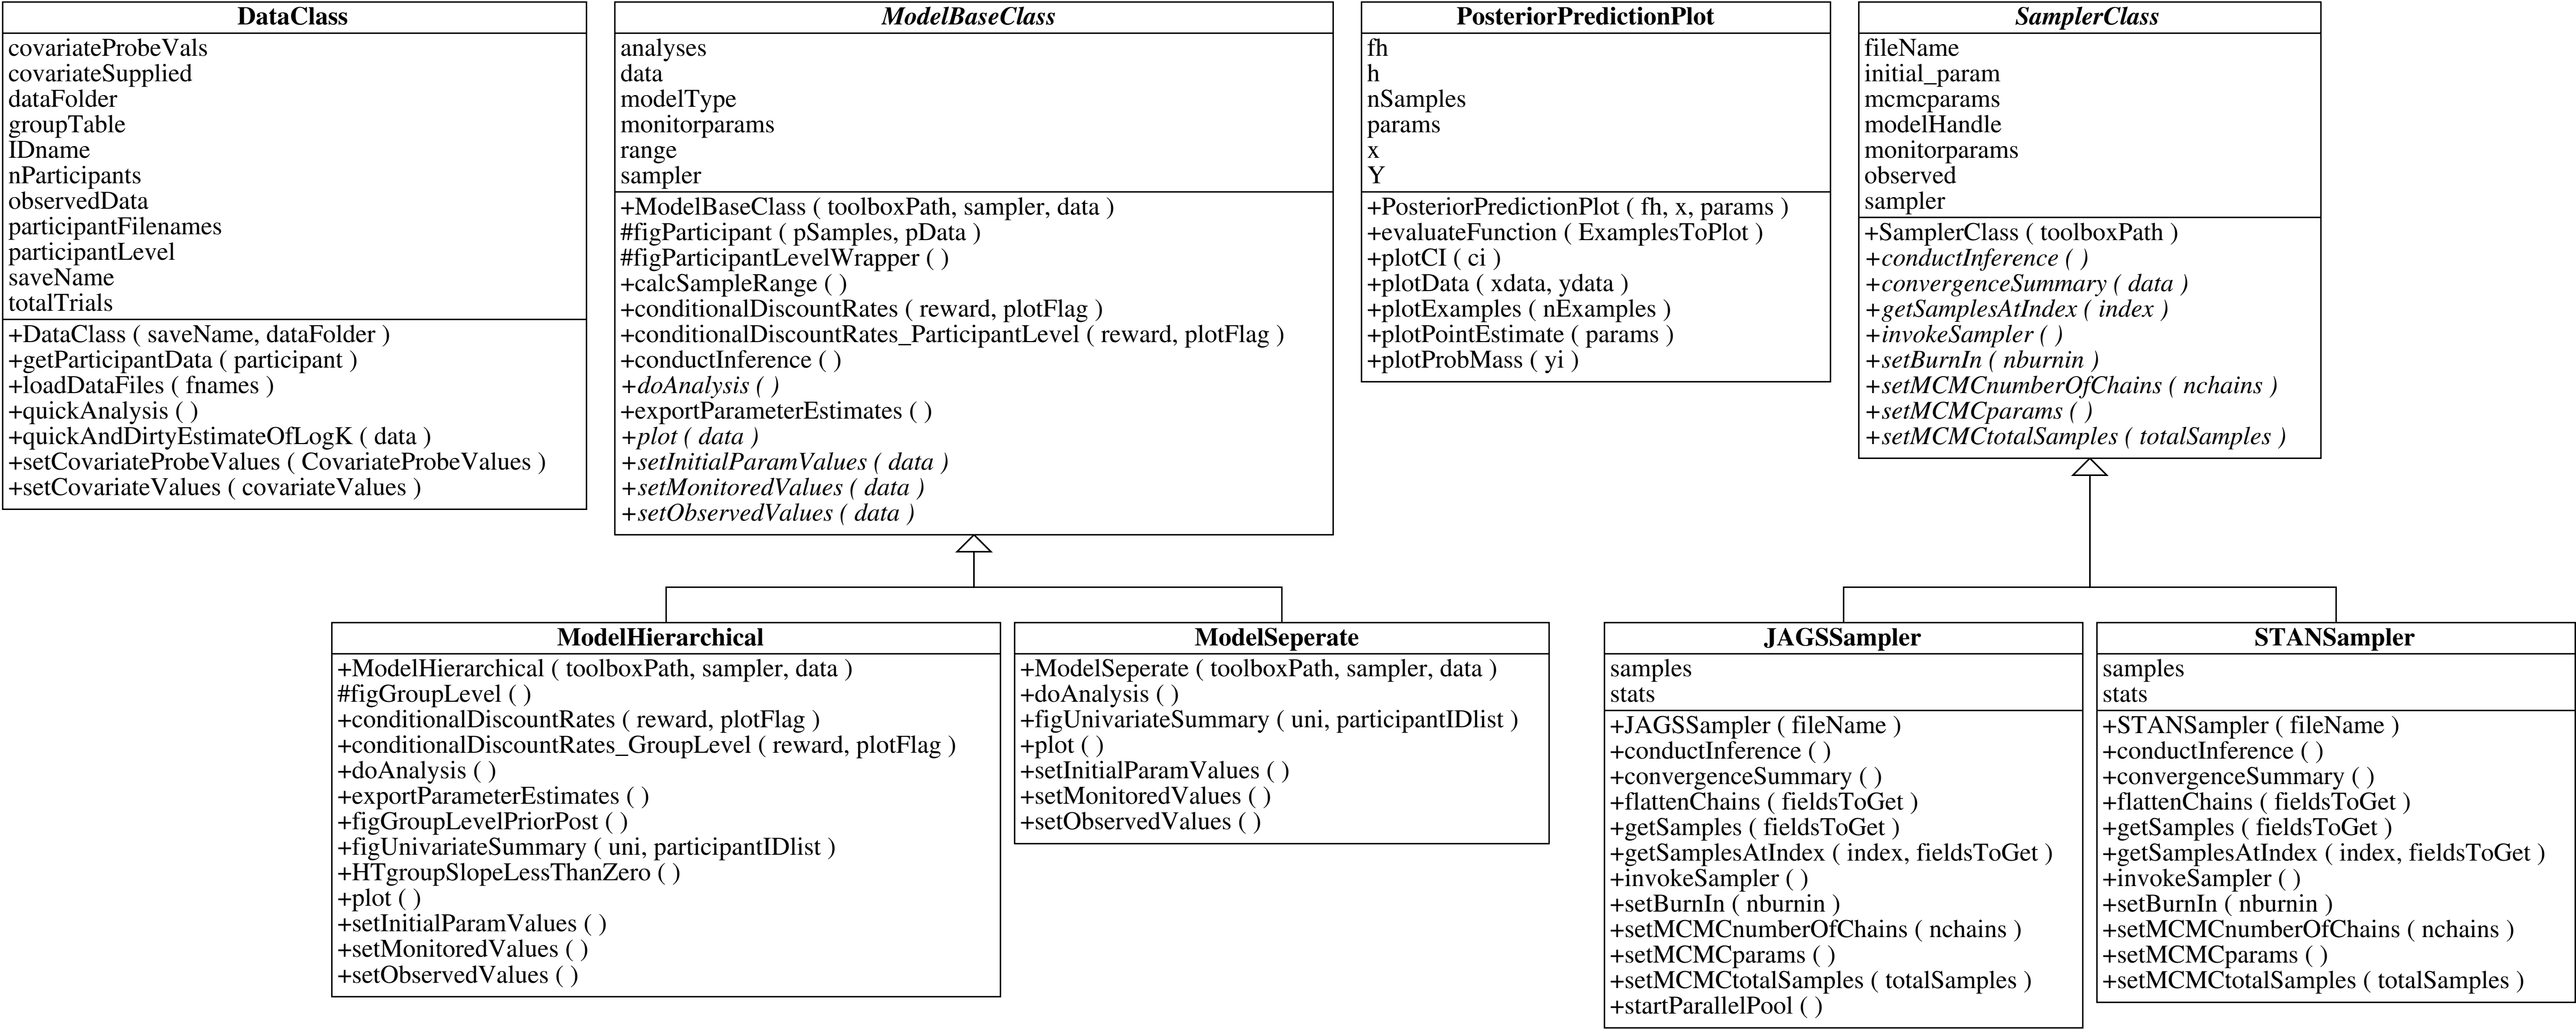 DataClass
covariateProbeVals
covariateSupplied
dataFolder
groupTable
IDname
nParticipants
observedData
participantFilenames
participantLevel
saveName
totalTrials
+DataClass ( saveName, dataFolder )
+getParticipantData ( participant )
+loadDataFiles ( fnames )
+quickAnalysis ( )
+quickAndDirtyEstimateOfLogK ( data )
+setCovariateProbeValues ( CovariateProbeValues )
+setCovariateValues ( covariateValues )
ModelBaseClass
analyses
data
modelType
monitorparams
range
sampler
+ModelBaseClass ( toolboxPath, sampler, data )
#figParticipant ( pSamples, pData )
#figParticipantLevelWrapper ( )
+calcSampleRange ( )
+conditionalDiscountRates ( reward, plotFlag )
+conditionalDiscountRates_ParticipantLevel ( reward, plotFlag )
+conductInference ( )
+doAnalysis ( )
+exportParameterEstimates ( )
+plot ( data )
+setInitialParamValues ( data )
+setMonitoredValues ( data )
+setObservedValues ( data )
PosteriorPredictionPlot
fh
h
nSamples
params
x
Y
+PosteriorPredictionPlot ( fh, x, params )
+evaluateFunction ( ExamplesToPlot )
+plotCI ( ci )
+plotData ( xdata, ydata )
+plotExamples ( nExamples )
+plotPointEstimate ( params )
+plotProbMass ( yi )
SamplerClass
fileName
initial_param
mcmcparams
modelHandle
monitorparams
observed
sampler
+SamplerClass ( toolboxPath )
+conductInference ( )
+convergenceSummary ( data )
+getSamplesAtIndex ( index )
+invokeSampler ( )
+setBurnIn ( nburnin )
+setMCMCnumberOfChains ( nchains )
+setMCMCparams ( )
+setMCMCtotalSamples ( totalSamples )
ModelHierarchical
+ModelHierarchical ( toolboxPath, sampler, data )
#figGroupLevel ( )
+conditionalDiscountRates ( reward, plotFlag )
+conditionalDiscountRates_GroupLevel ( reward, plotFlag )
+doAnalysis ( )
+exportParameterEstimates ( )
+figGroupLevelPriorPost ( )
+figUnivariateSummary ( uni, participantIDlist )
+HTgroupSlopeLessThanZero ( )
+plot ( )
+setInitialParamValues ( )
+setMonitoredValues ( )
+setObservedValues ( )
ModelSeperate
+ModelSeperate ( toolboxPath, sampler, data )
+doAnalysis ( )
+figUnivariateSummary ( uni, participantIDlist )
+plot ( )
+setInitialParamValues ( )
+setMonitoredValues ( )
+setObservedValues ( )
JAGSSampler
samples
stats
+JAGSSampler ( fileName )
+conductInference ( )
+convergenceSummary ( )
+flattenChains ( fieldsToGet )
+getSamples ( fieldsToGet )
+getSamplesAtIndex ( index, fieldsToGet )
+invokeSampler ( )
+setBurnIn ( nburnin )
+setMCMCnumberOfChains ( nchains )
+setMCMCparams ( )
+setMCMCtotalSamples ( totalSamples )
+startParallelPool ( )
STANSampler
samples
stats
+STANSampler ( fileName )
+conductInference ( )
+convergenceSummary ( )
+flattenChains ( fieldsToGet )
+getSamples ( fieldsToGet )
+getSamplesAtIndex ( index, fieldsToGet )
+invokeSampler ( )
+setBurnIn ( nburnin )
+setMCMCnumberOfChains ( nchains )
+setMCMCparams ( )
+setMCMCtotalSamples ( totalSamples )